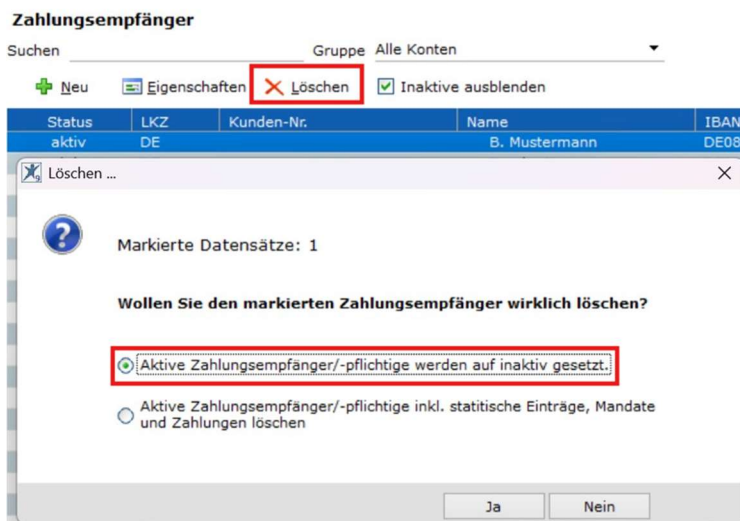 Zahlungsempfänger
Suchen Gruppe Alle Konten
Neu Eigenschaften Löschen Inaktive ausblenden
Status LKZ Kunden-Nr. Name IBAN
aktiv DE B. Mustermann DE08
Löschen ...
Markierte Datensätze: 1
Wollen Sie den markierten Zahlungsempfänger wirklich löschen?
Aktive Zahlungsempfänger/-pflichtige werden auf inaktiv gesetzt.
Aktive Zahlungsempfänger/-pflichtige inkl. statitische Einträge, Mandate
und Zahlungen löschen
Ja Nein